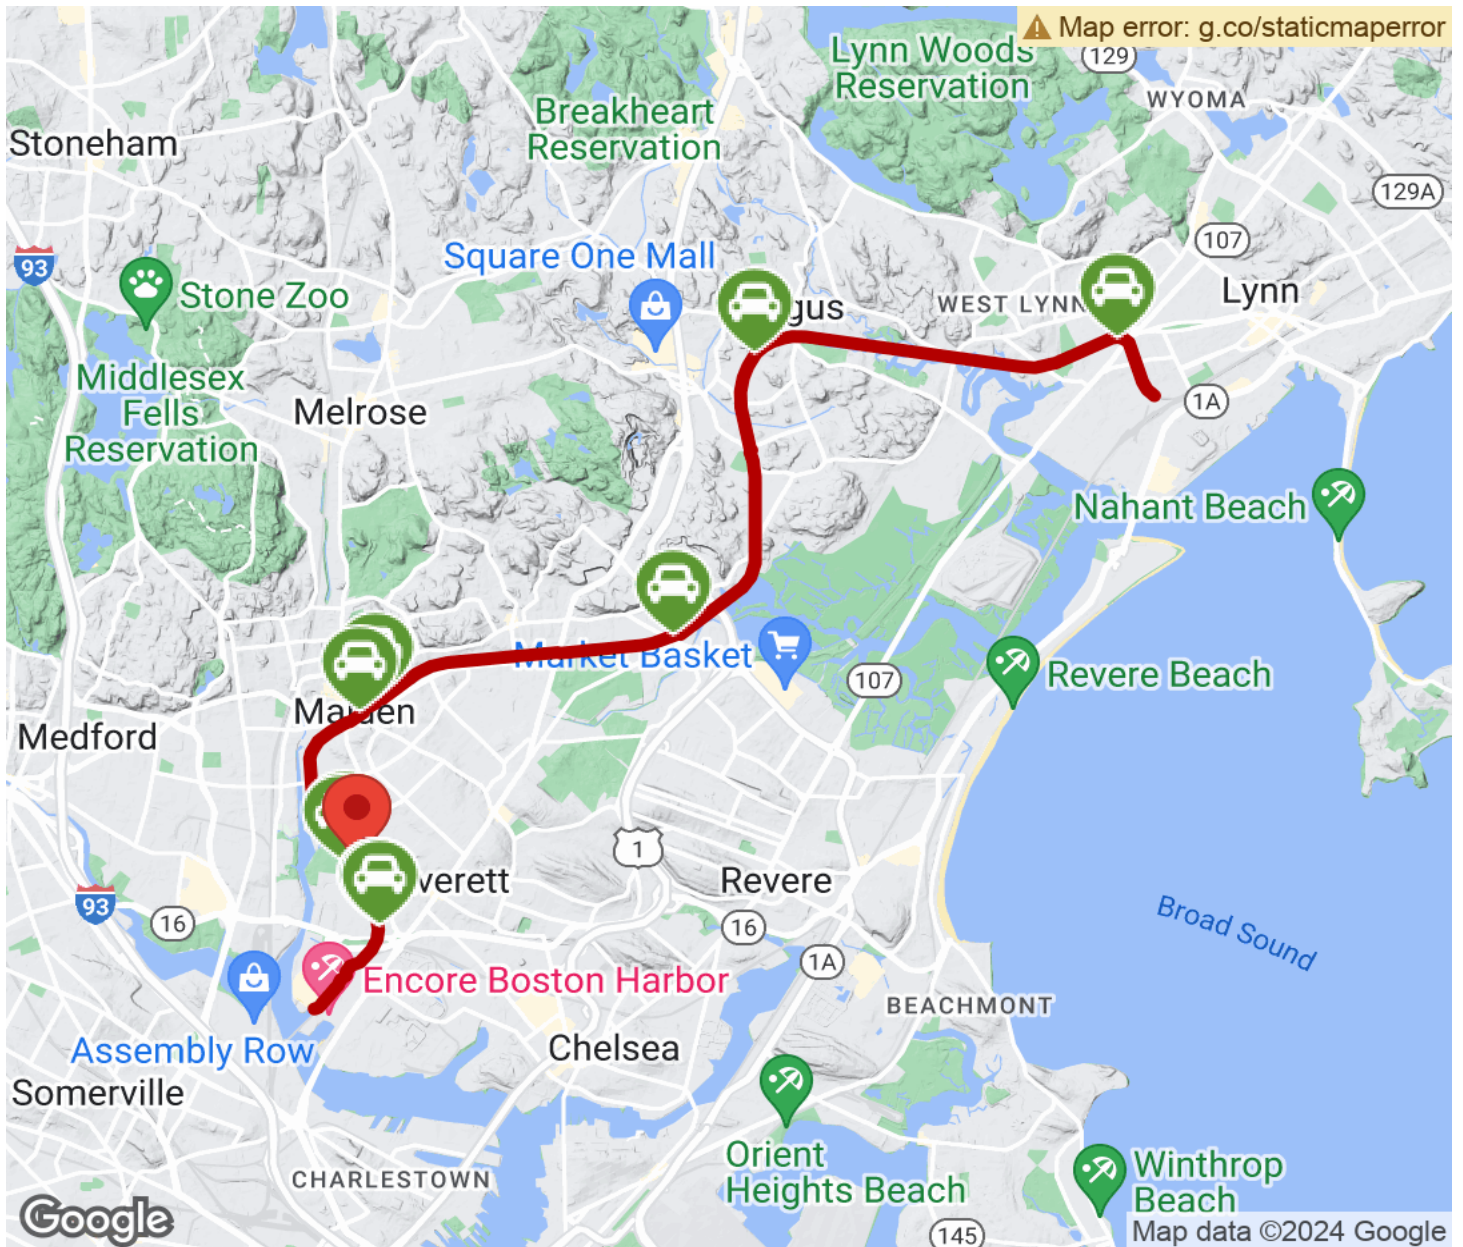 Map error: g.co/staticmaperror
Lynn Woods
Reservation
129
WYOMA
Breakheart
Reservation
Stoneham
129A
107
93
Square One Mall
Stone Zoo
gus
WEST LYNN
Lynn
Middlesex
Fells
Reservation
Melrose
1A
Nahant Beach
Market Basket
107
Revere Beach
Malden
Medford
1
verett
Revere
93
16
16
1A
Broad Sound
Encore Boston Harbor
BEACHMONT
Assembly Row
Chelsea
Somerville
Orient
Heights Beach
CHARLESTOWN
Winthrop
Beach
145
Google
Map data ©2024 Google